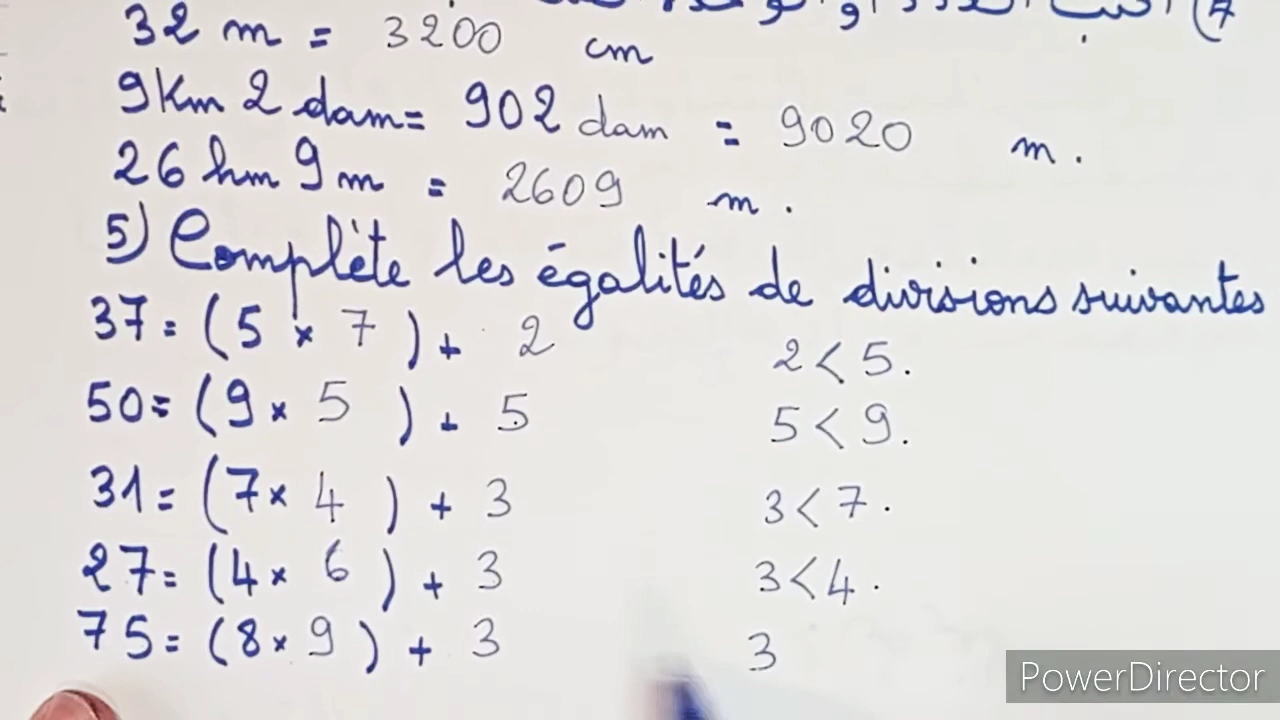 7)
32 m = 3200 cm
9Km 2 dam = 902 dam = 9020 m.
26 hm 9 m = 2609 m.
5) Complète les égalités de divisions suivantes
37 = (5 × 7) + 2 2 < 5.
50 = (9 × 5) + 5 5 < 9.
31 = (7 × 4) + 3 3 < 7.
27 = (4 × 6) + 3 3 < 4.
75 = (8 × 9) + 3 3
PowerDirector